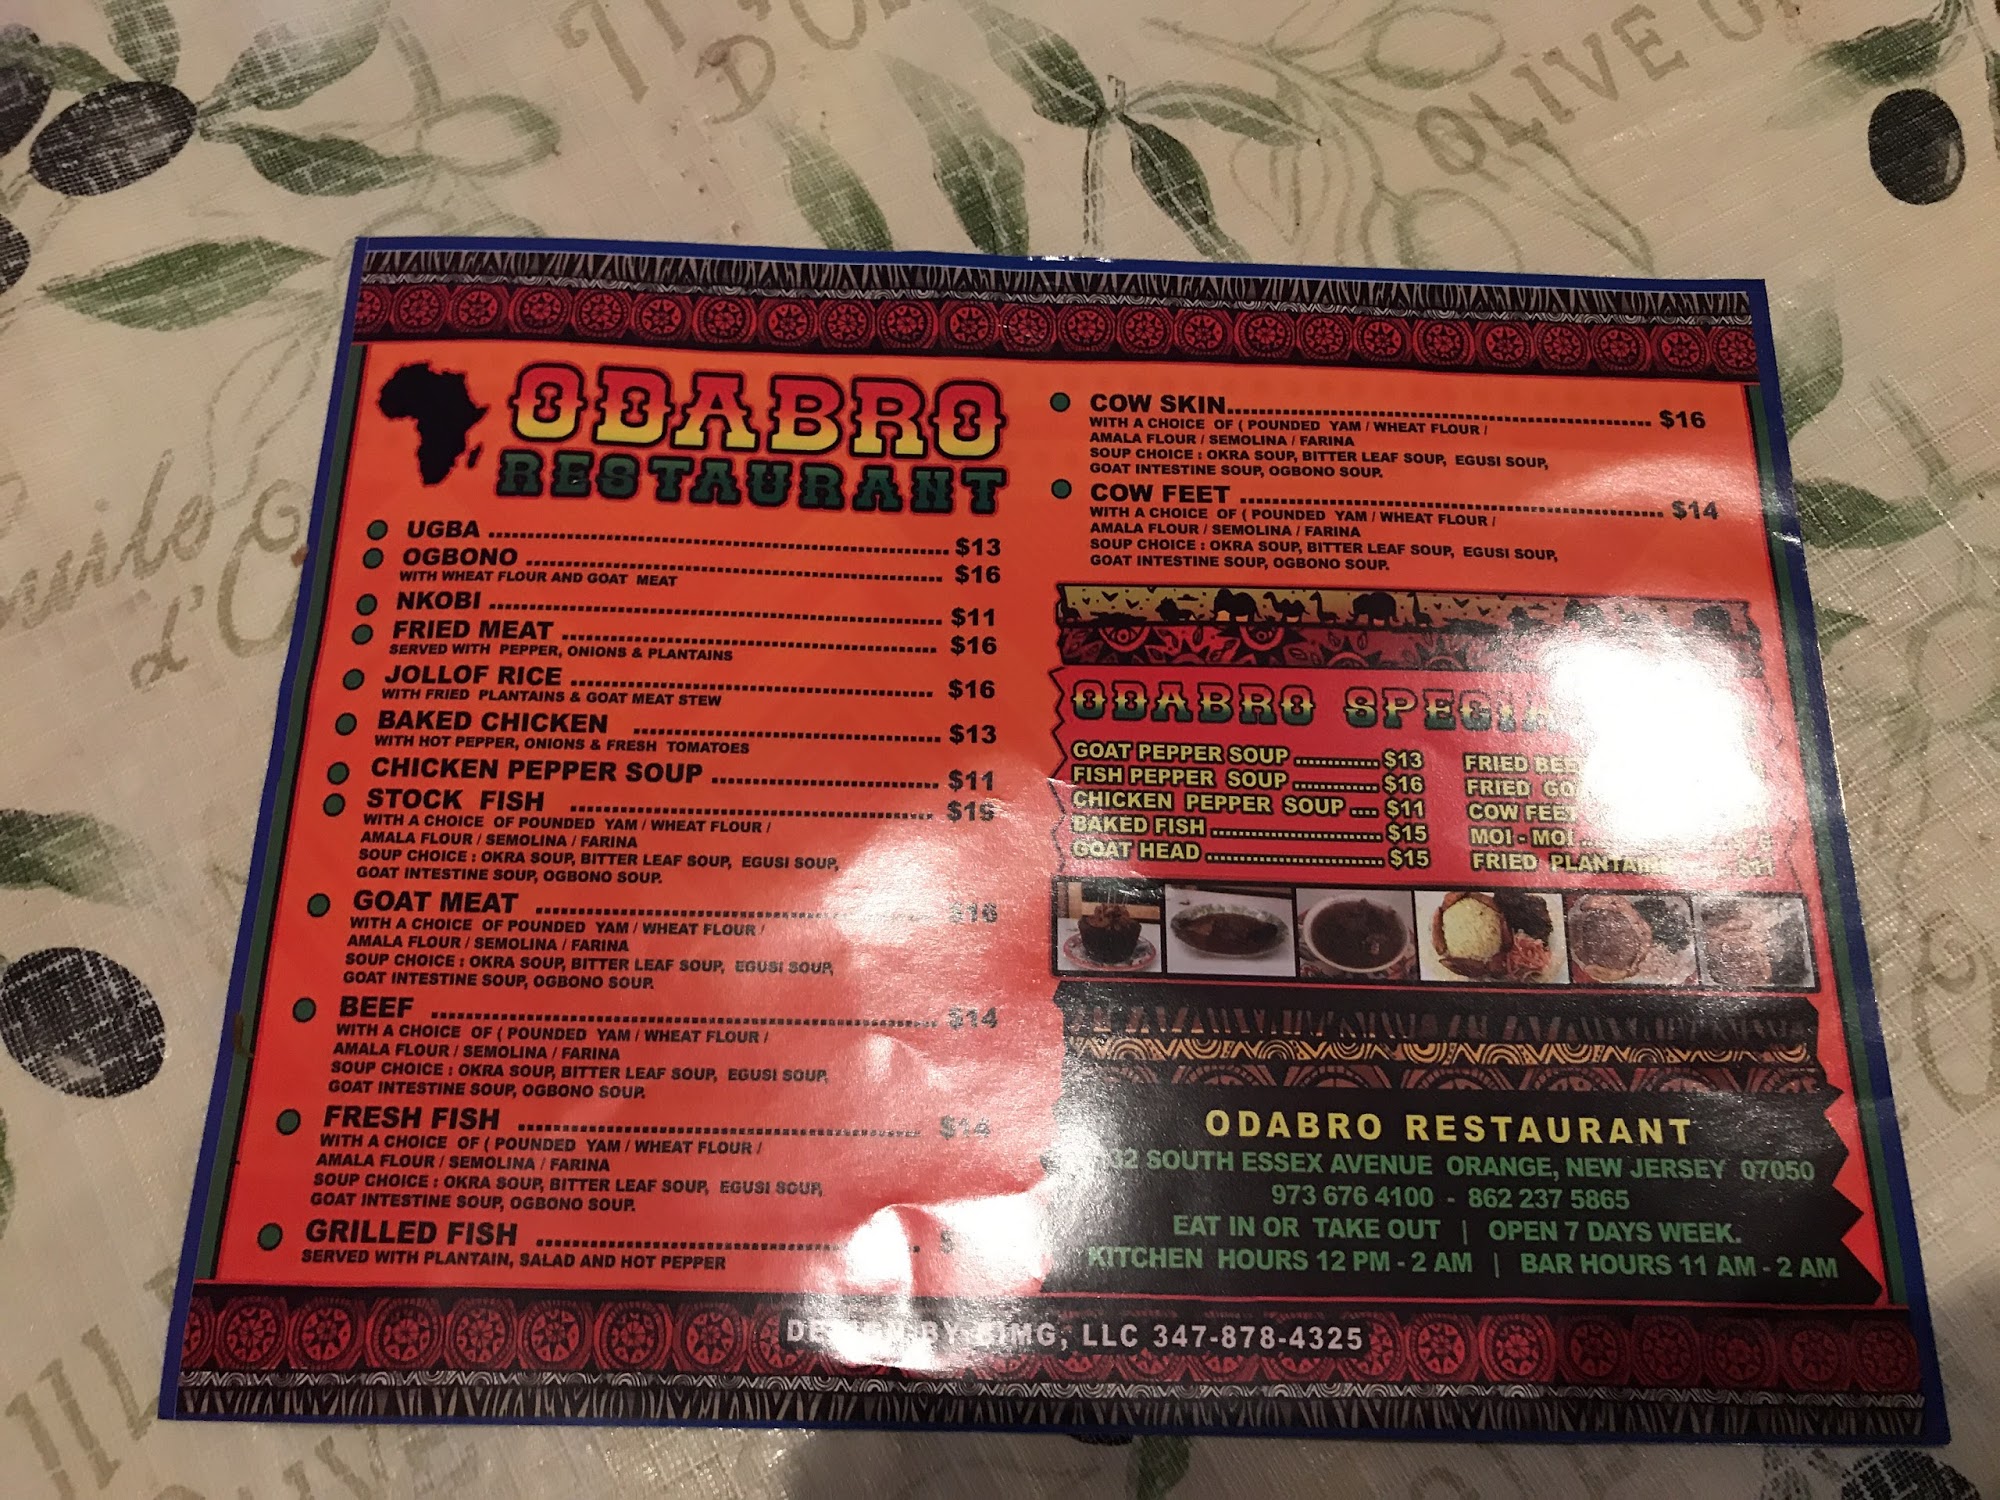 ODABRO
RESTAURANT
UGBA $13
OGBONO $16
WITH WHEAT FLOUR AND GOAT MEAT
NKOBI $11
FRIED MEAT $16
SERVED WITH PEPPER, ONIONS & PLANTAINS
JOLLOF RICE $16
WITH FRIED PLANTAINS & GOAT MEAT STEW
BAKED CHICKEN $13
WITH HOT PEPPER, ONIONS & FRESH TOMATOES
CHICKEN PEPPER SOUP $11
STOCK FISH $15
WITH A CHOICE OF POUNDED YAM / WHEAT FLOUR /
AMALA FLOUR / SEMOLINA / FARINA
SOUP CHOICE : OKRA SOUP, BITTER LEAF SOUP, EGUSI SOUP,
GOAT INTESTINE SOUP, OGBONO SOUP.
GOAT MEAT
WITH A CHOICE OF POUNDED YAM / WHEAT FLOUR /
AMALA FLOUR / SEMOLINA / FARINA
SOUP CHOICE : OKRA SOUP, BITTER LEAF SOUP, EGUSI SOUP,
GOAT INTESTINE SOUP, OGBONO SOUP.
BEEF $14
WITH A CHOICE OF ( POUNDED YAM / WHEAT FLOUR /
AMALA FLOUR / SEMOLINA / FARINA
SOUP CHOICE : OKRA SOUP, BITTER LEAF SOUP, EGUSI SOUP,
GOAT INTESTINE SOUP, OGBONO SOUP.
FRESH FISH $14
WITH A CHOICE OF ( POUNDED YAM / WHEAT FLOUR /
AMALA FLOUR / SEMOLINA / FARINA
SOUP CHOICE : OKRA SOUP, BITTER LEAF SOUP, EGUSI SOUP,
GOAT INTESTINE SOUP, OGBONO SOUP.
GRILLED FISH
SERVED WITH PLANTAIN, SALAD AND HOT PEPPER
COW SKIN $16
WITH A CHOICE OF ( POUNDED YAM / WHEAT FLOUR /
AMALA FLOUR / SEMOLINA / FARINA
SOUP CHOICE : OKRA SOUP, BITTER LEAF SOUP, EGUSI SOUP,
GOAT INTESTINE SOUP, OGBONO SOUP.
COW FEET $14
WITH A CHOICE OF ( POUNDED YAM / WHEAT FLOUR /
AMALA FLOUR / SEMOLINA / FARINA
SOUP CHOICE : OKRA SOUP, BITTER LEAF SOUP, EGUSI SOUP,
GOAT INTESTINE SOUP, OGBONO SOUP.
ODABRO
GOAT PEPPER SOUP $13
FISH PEPPER SOUP $16
CHICKEN PEPPER SOUP $11
BAKED FISH $15
GOAT HEAD $15
FRIED
FRIED
COW FEET
MOI - MOI
FRIED $11
ODABRO RESTAURANT
SOUTH ESSEX AVENUE ORANGE, NEW JERSEY 07050
973 676 4100 - 862 237 5865
EAT IN OR TAKE OUT | OPEN 7 DAYS WEEK.
KITCHEN HOURS 12 PM - 2 AM | BAR HOURS 11 AM - 2 AM
BY LLC 347-878-4325
OLIVE